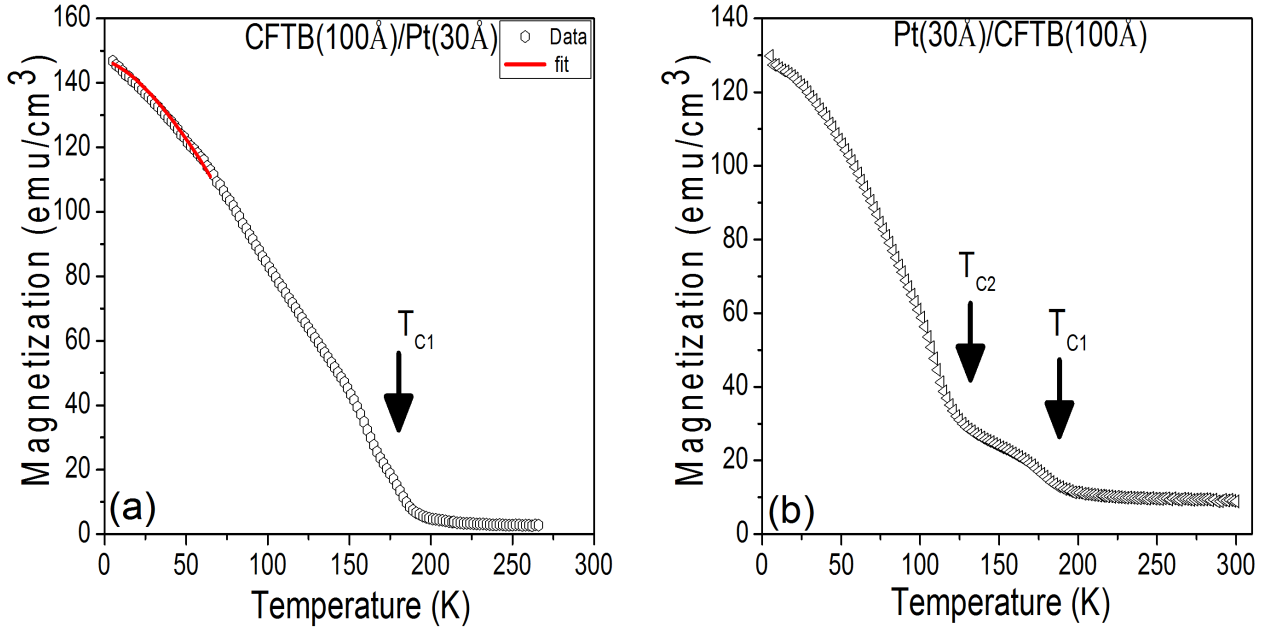 CFTB(100Å)/Pt(30Å)
Data
fit
160
140
120
100
80
60
40
20
0
Magnetization (emu/cm³)
T_C1
(a)
0 50 100 150 200 250 300
Temperature (K)
Pt(30Å)/CFTB(100Å)
140
120
100
80
60
40
20
0
Magnetization (emu/cm³)
T_C2
T_C1
(b)
0 50 100 150 200 250 300
Temperature (K)